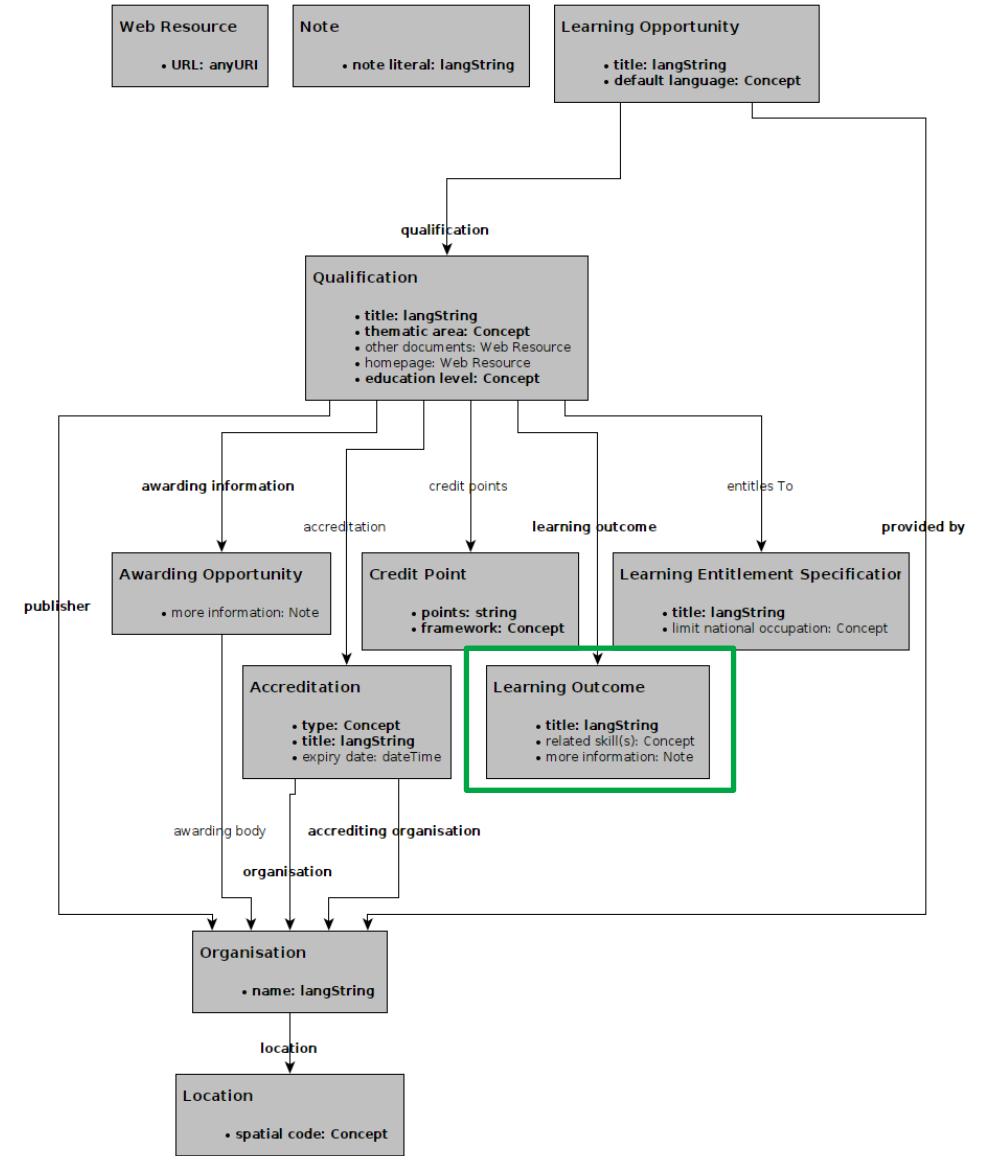 Web Resource
• URL: anyURI
Note
• note literal: langString
Learning Opportunity
• title: langString
• default language: Concept
qualification
Qualification
• title: langString
• thematic area: Concept
• other documents: Web Resource
• homepage: Web Resource
• education level: Concept
awarding information
credit points
entitles To
accreditation
learning outcome
provided by
Awarding Opportunity
• more information: Note
Credit Point
• points: string
• framework: Concept
Learning Entitlement Specification
• title: langString
• limit national occupation: Concept
publisher
Accreditation
• type: Concept
• title: langString
• expiry date: dateTime
Learning Outcome
• title: langString
• related skill(s): Concept
• more information: Note
awarding body
accrediting organisation
organisation
Organisation
• name: langString
location
Location
• spatial code: Concept